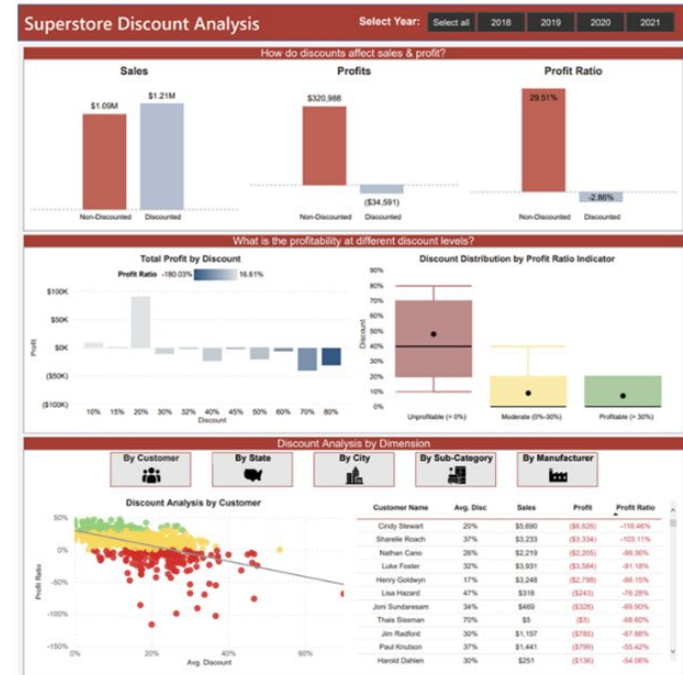 Superstore Discount Analysis
Select Year: Select all 2018 2019 2020 2021
How do discounts affect sales & profit?
Sales Profits Profit Ratio
$1.09M $1.21M $320,988 ($34,591) 29.51% -2.86%
Non-Discounted Discounted Non-Discounted Discounted Non-Discounted Discounted
What is the profitability at different discount levels?
Total Profit by Discount
Profit Ratio -180.03% 16.61%
$100K
$50K
$0K
($50K)
($100K)
Profit
10% 15% 20% 30% 32% 40% 45% 50% 60% 70% 80%
Discount
Discount Distribution by Profit Ratio Indicator
90%
80%
70%
60%
50%
40%
30%
20%
10%
0%
Discount
Unprofitable (< 0%) Moderate (0%-30%) Profitable (> 30%)
Discount Analysis by Dimension
By Customer By State By City By Sub-Category By Manufacturer
Discount Analysis by Customer
50%
0%
-50%
-100%
-150%
Profit Ratio
0% 20% 40% 60%
Avg. Discount
Customer Name Avg. Disc Sales Profit Profit Ratio
Cindy Stewart 20% $5,690 ($6,626) -116.46%
Sharelle Roach 37% $3,233 ($3,334) -103.11%
Nathan Cano 26% $2,219 ($2,205) -99.36%
Luke Foster 32% $3,931 ($3,584) -91.18%
Henry Goldwyn 17% $3,248 ($2,798) -86.15%
Lisa Hazard 47% $318 ($243) -76.28%
Joni Sundaresam 34% $469 ($328) -69.90%
Thais Sissman 70% $5 ($3) -68.60%
Jim Radford 30% $1,157 ($785) -67.88%
Paul Knutson 37% $1,441 ($799) -55.42%
Harold Dahlen 30% $251 ($136) -54.06%